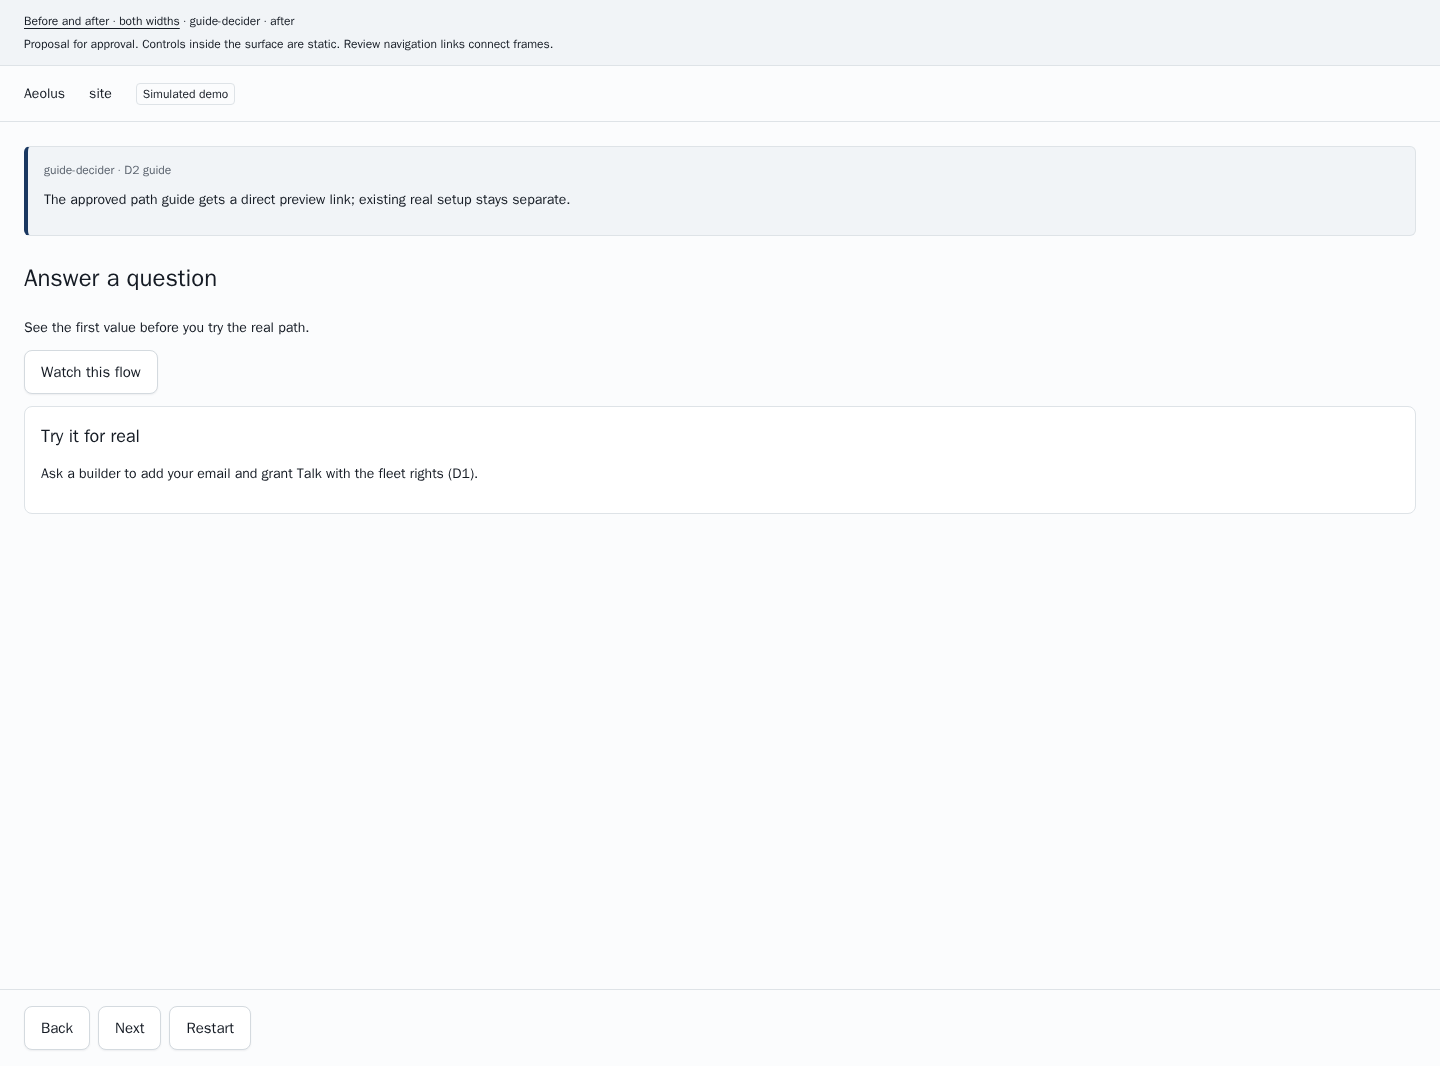 Before and after · both widths · guide-decider · after
Proposal for approval. Controls inside the surface are static. Review navigation links connect frames.
Aeolus site Simulated demo
guide-decider · D2 guide
The approved path guide gets a direct preview link; existing real setup stays separate.
Answer a question
See the first value before you try the real path.
Watch this flow
Try it for real
Ask a builder to add your email and grant Talk with the fleet rights (D1).
Back Next Restart